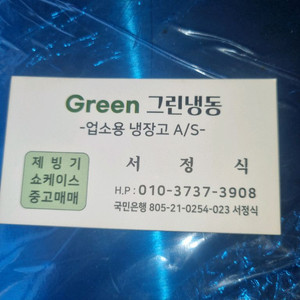 Green 그린냉동
-업소용 냉장고 A/S-
제 빙 기
쇼케이스
중고매매
서 정 식
H.P : 010-3737-3908
국민은행 805-21-0254-023 서정식